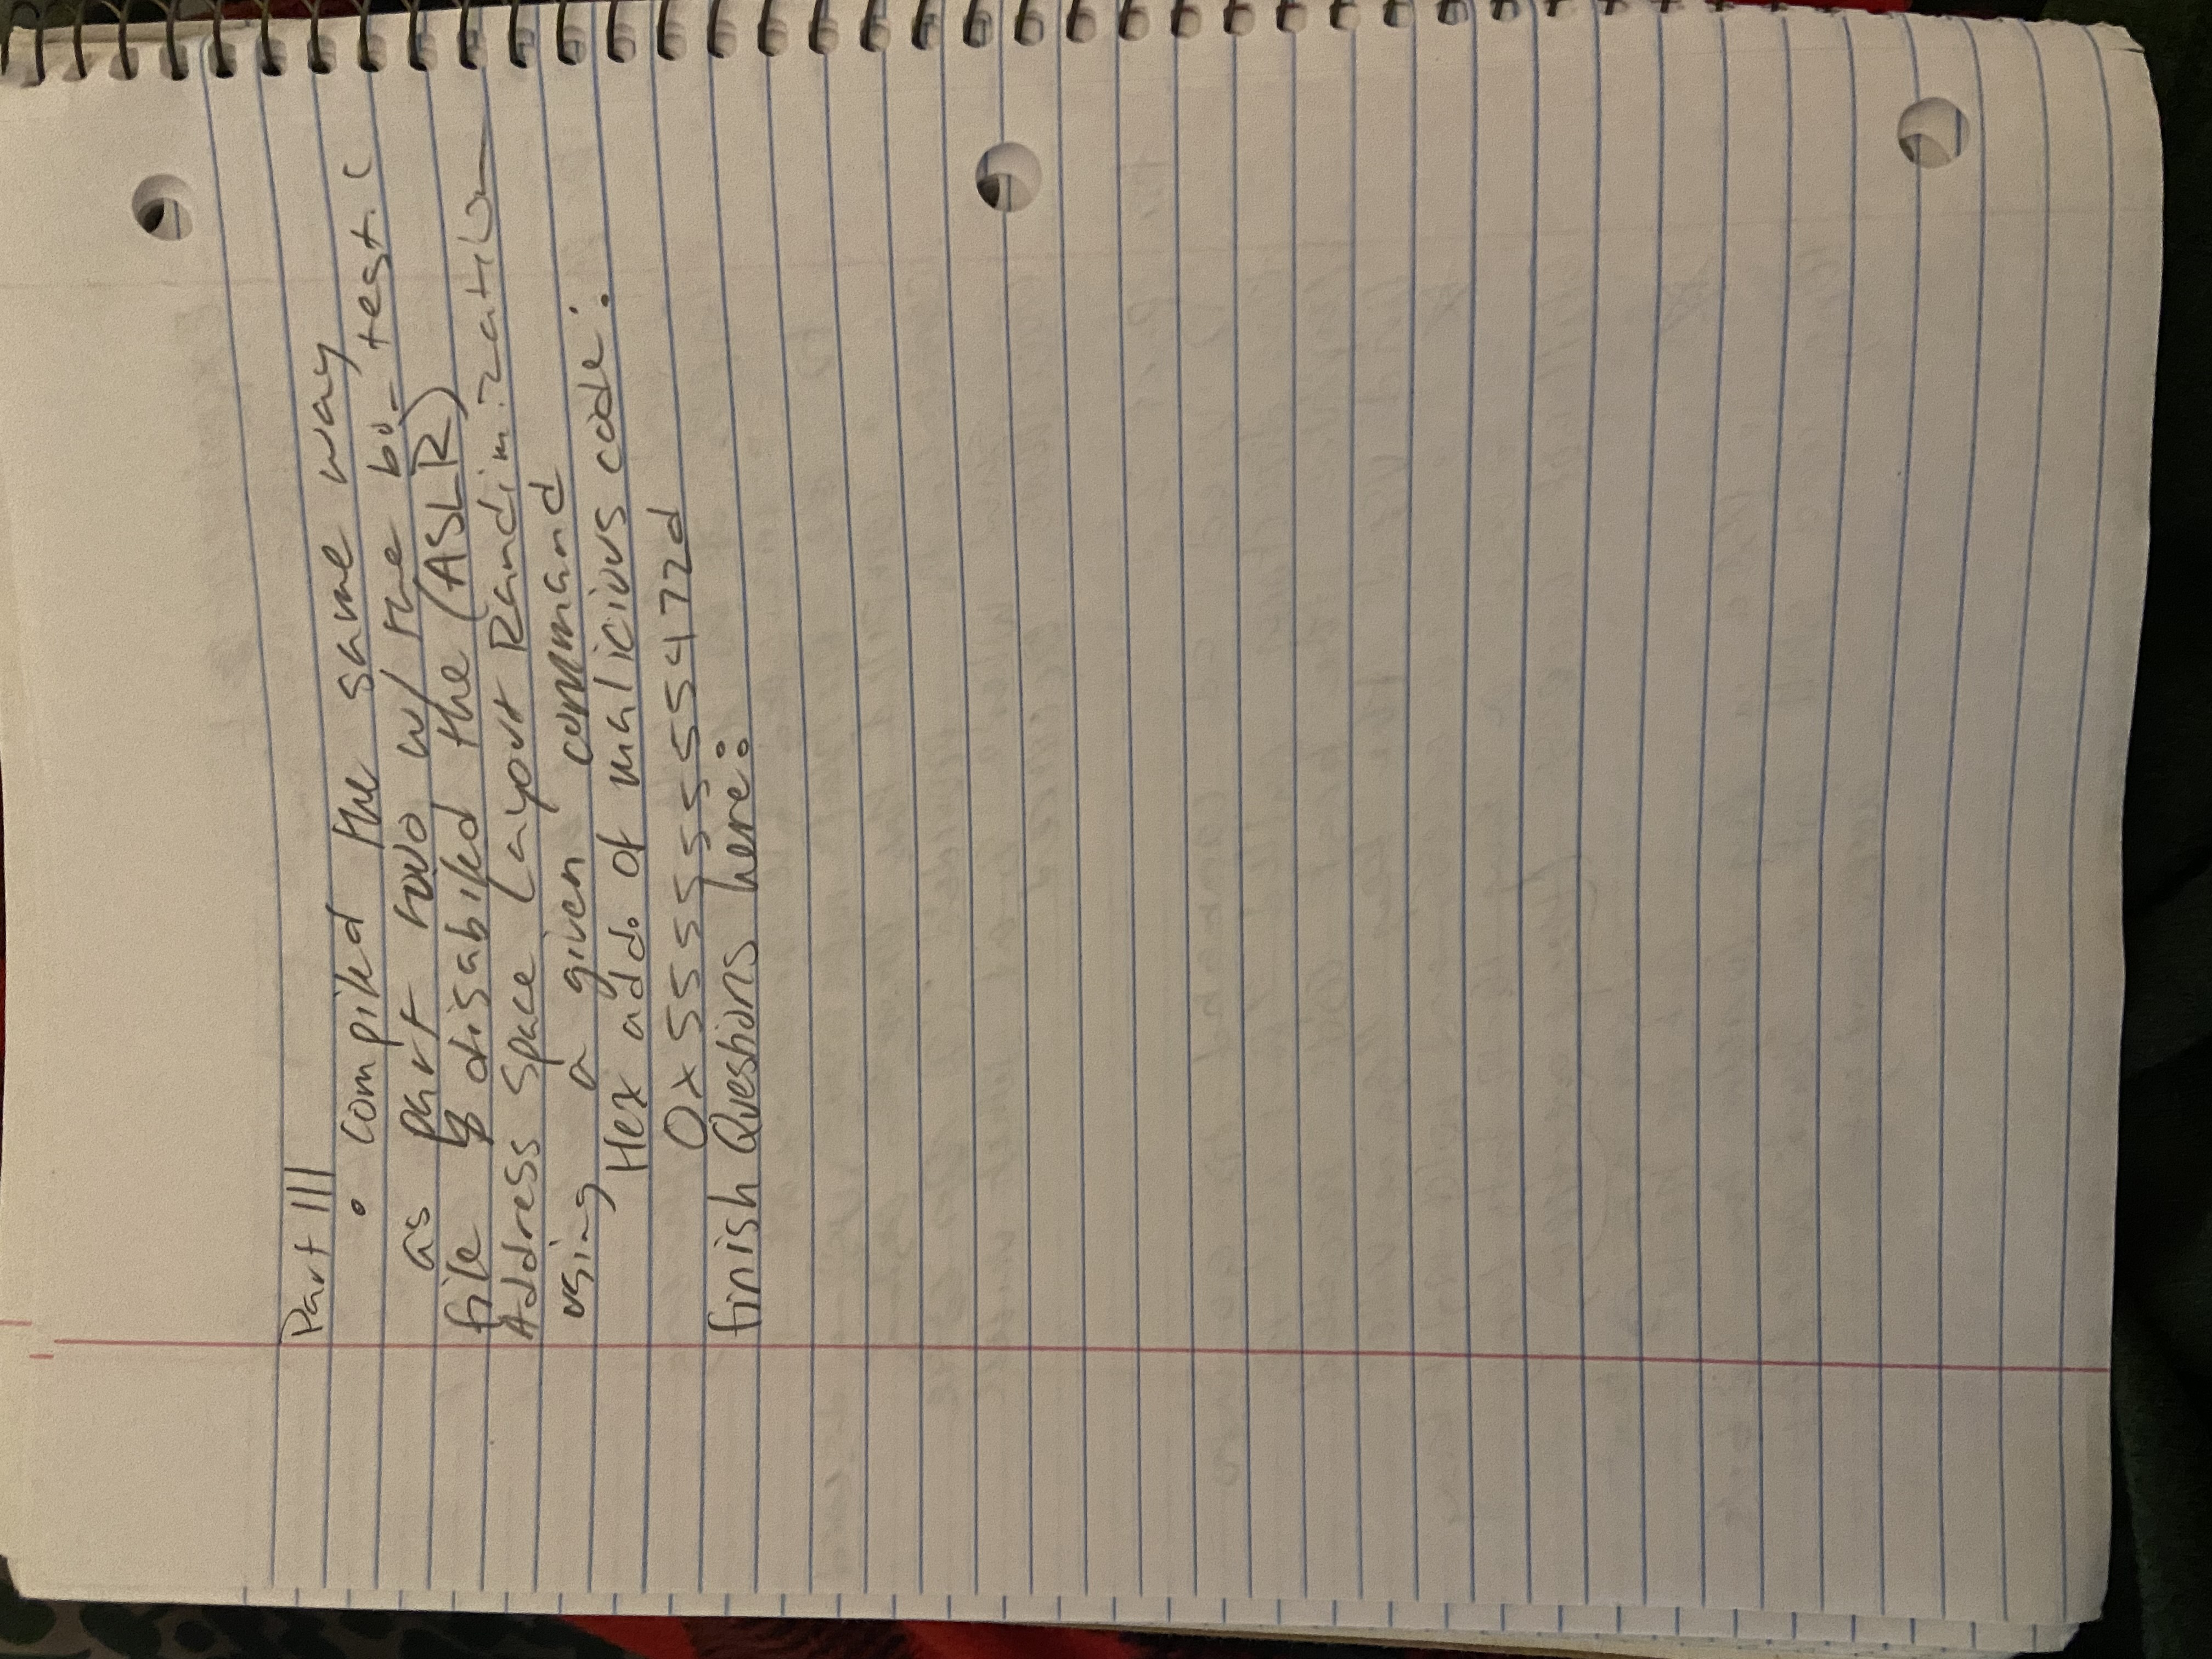 Part III
• compiled the same way
as part two w/ the bo_test.c
file & disabiled the (ASLR)
Address Space Layout Randimization
using a given command
Hex add. of malicious code:
0x55555555472d
finish Questions here: